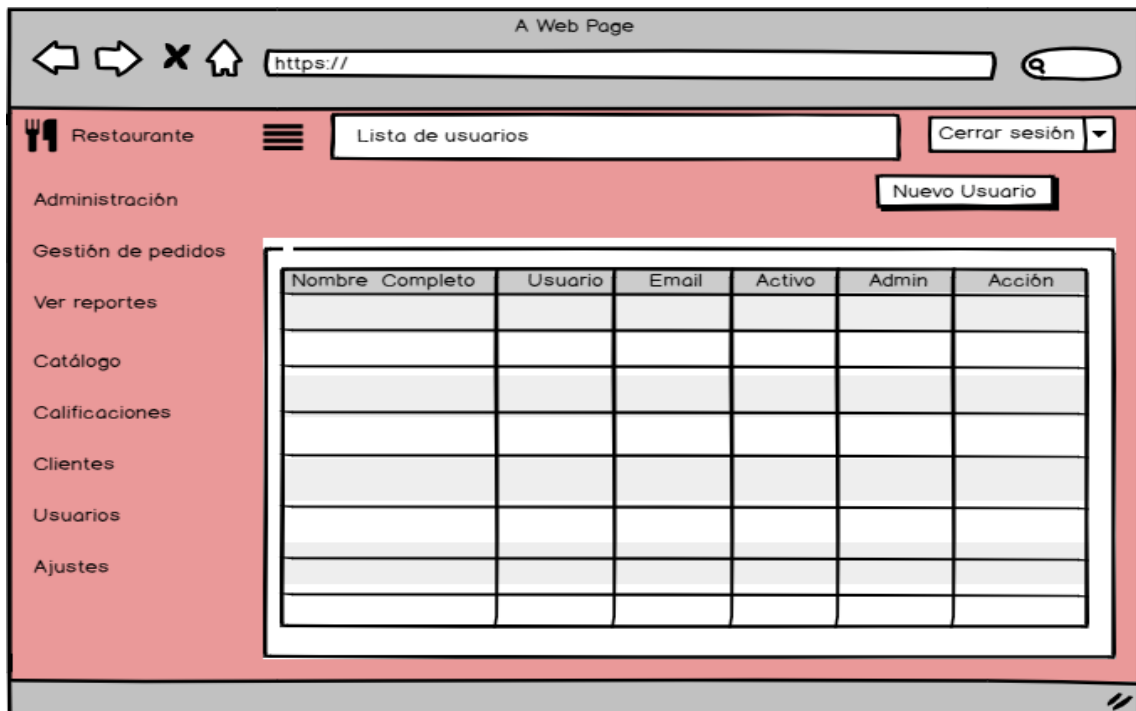 A Web Page
https://
Restaurante
Lista de usuarios
Cerrar sesión
Nuevo Usuario
Administración
Gestión de pedidos
Ver reportes
Catálogo
Calificaciones
Clientes
Usuarios
Ajustes
Nombre Completo Usuario Email Activo Admin Acción